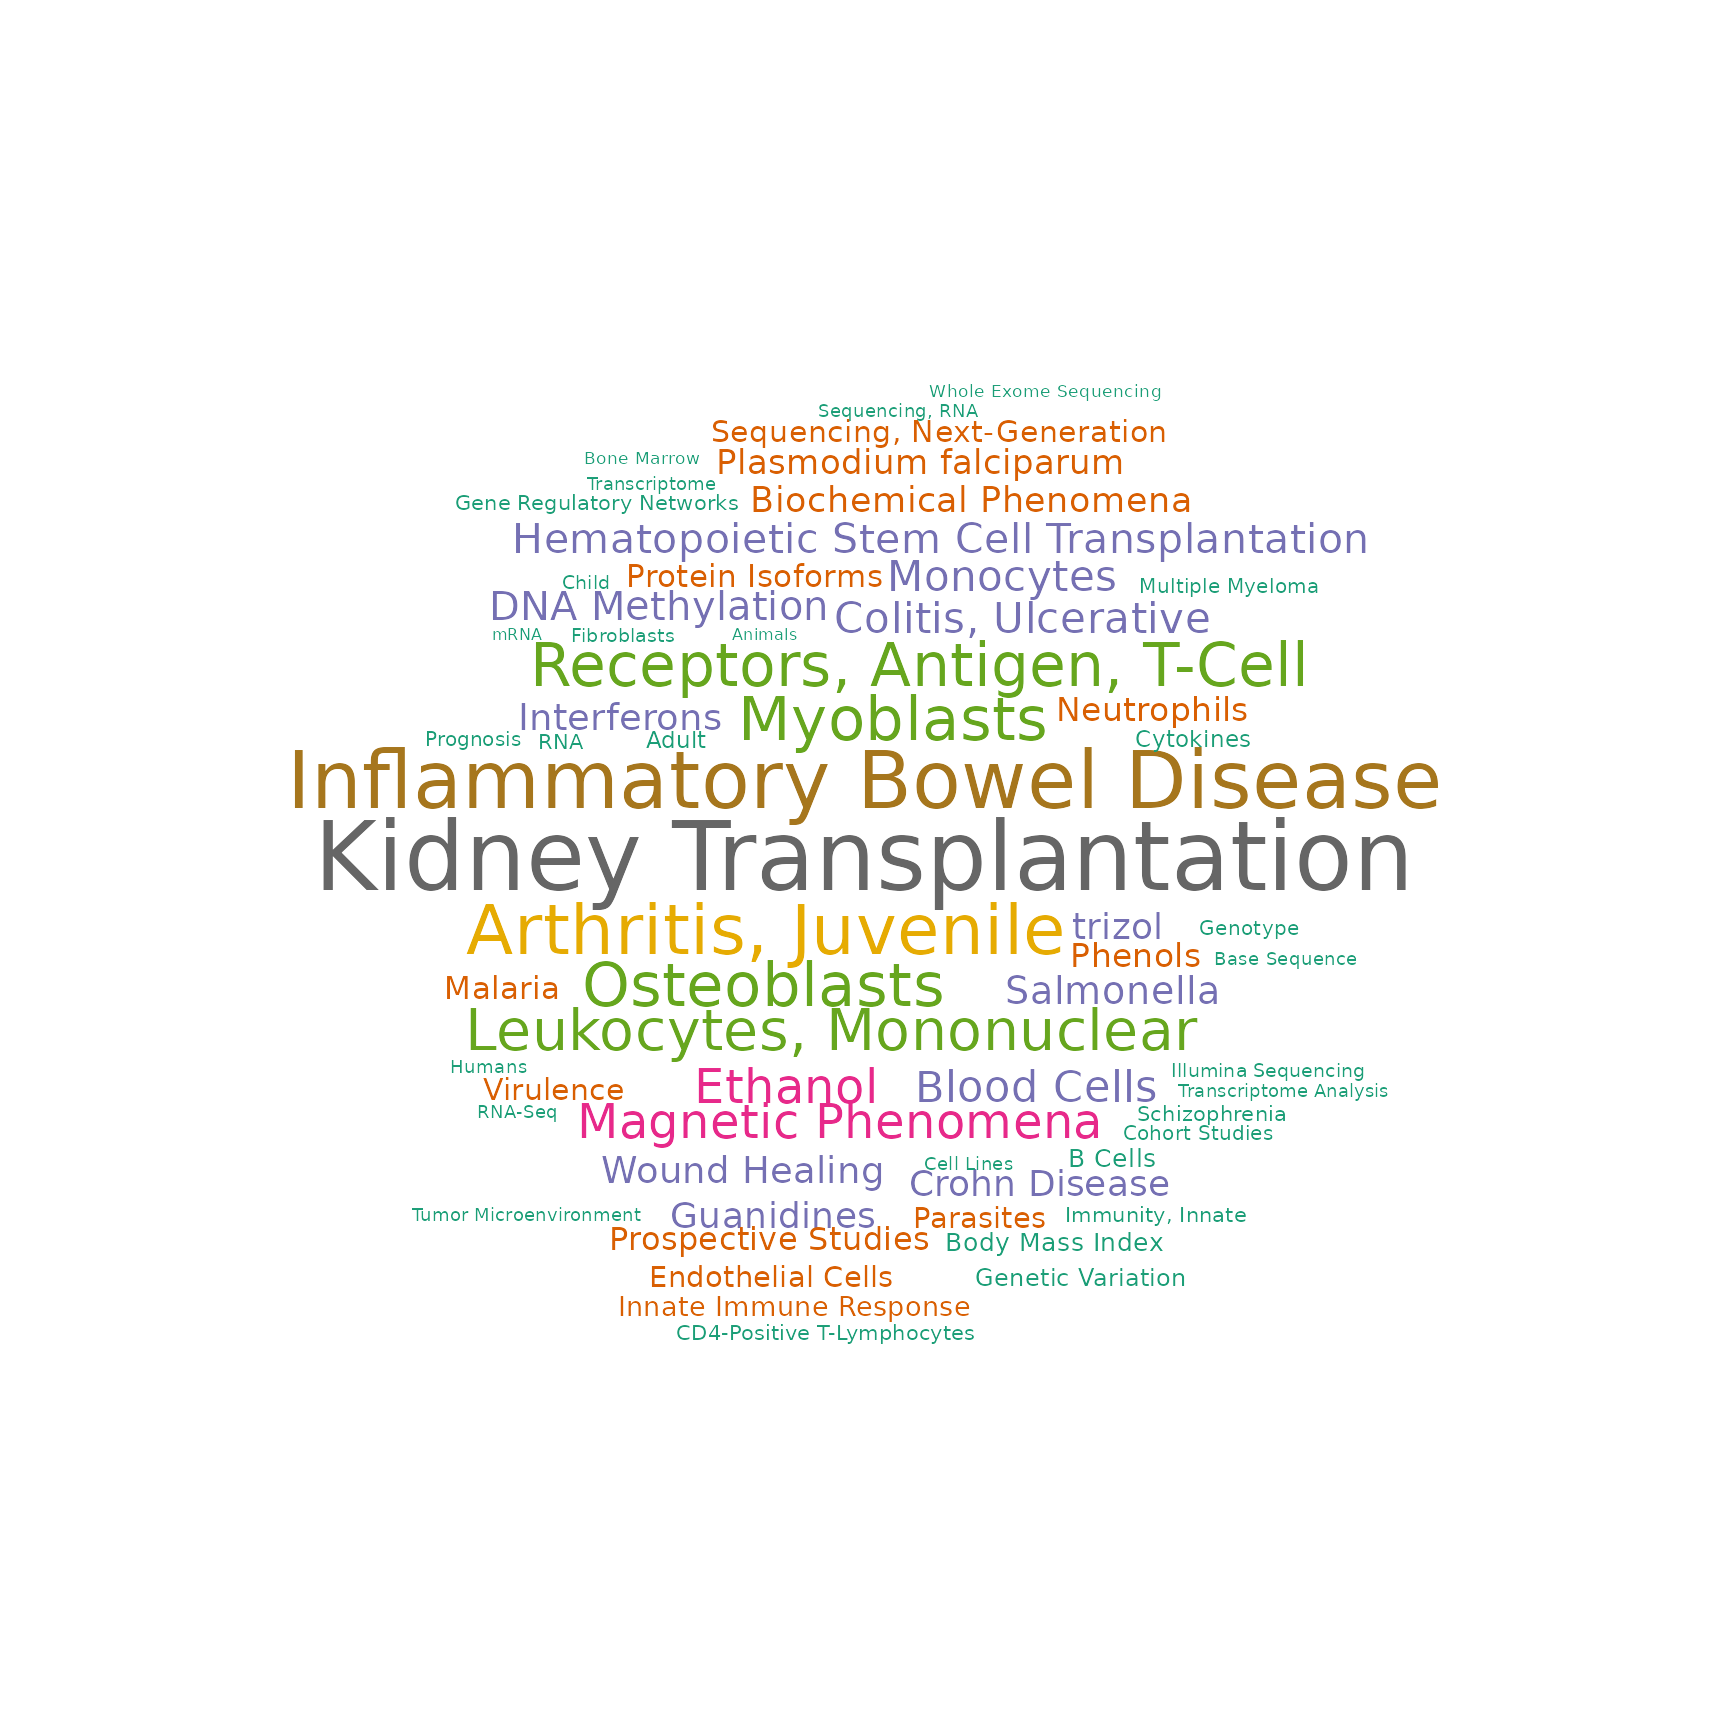 Whole Exome Sequencing
Sequencing, RNA
Sequencing, Next-Generation
Bone Marrow
Plasmodium falciparum
Transcriptome
Gene Regulatory Networks
Biochemical Phenomena
Hematopoietic Stem Cell Transplantation
Child
Protein Isoforms
Monocytes
Multiple Myeloma
DNA Methylation
Colitis, Ulcerative
mRNA
Fibroblasts
Animals
Receptors, Antigen, T-Cell
Interferons
Myoblasts
Neutrophils
Prognosis
RNA
Adult
Cytokines
Inflammatory Bowel Disease
Kidney Transplantation
Arthritis, Juvenile
trizol
Genotype
Phenols
Base Sequence
Malaria
Osteoblasts
Salmonella
Leukocytes, Mononuclear
Humans
Illumina Sequencing
Virulence
Ethanol
Blood Cells
Transcriptome Analysis
RNA-Seq
Magnetic Phenomena
Schizophrenia
Cohort Studies
Wound Healing
Cell Lines
B Cells
Crohn Disease
Tumor Microenvironment
Guanidines
Parasites
Immunity, Innate
Prospective Studies
Body Mass Index
Endothelial Cells
Genetic Variation
Innate Immune Response
CD4-Positive T-Lymphocytes